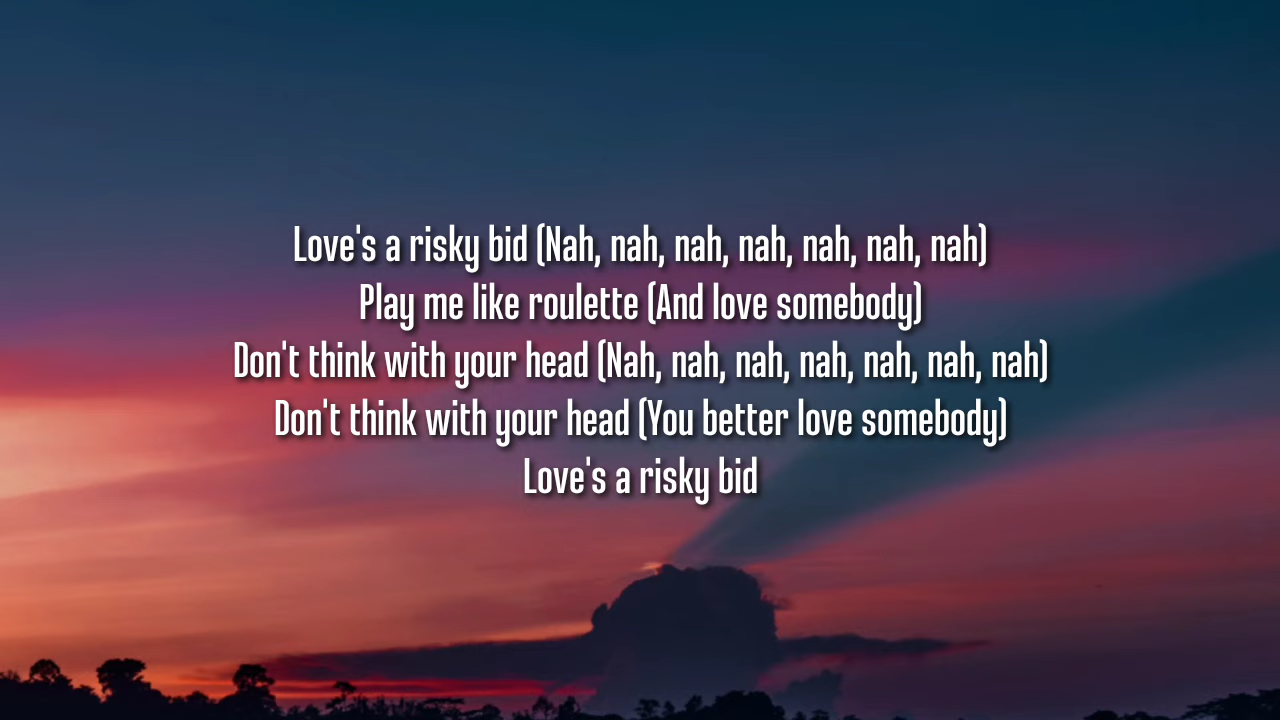 Love's a risky bid (Nah, nah, nah, nah, nah, nah, nah)
Play me like roulette (And love somebody)
Don't think with your head (Nah, nah, nah, nah, nah, nah, nah)
Don't think with your head (You better love somebody)
Love's a risky bid